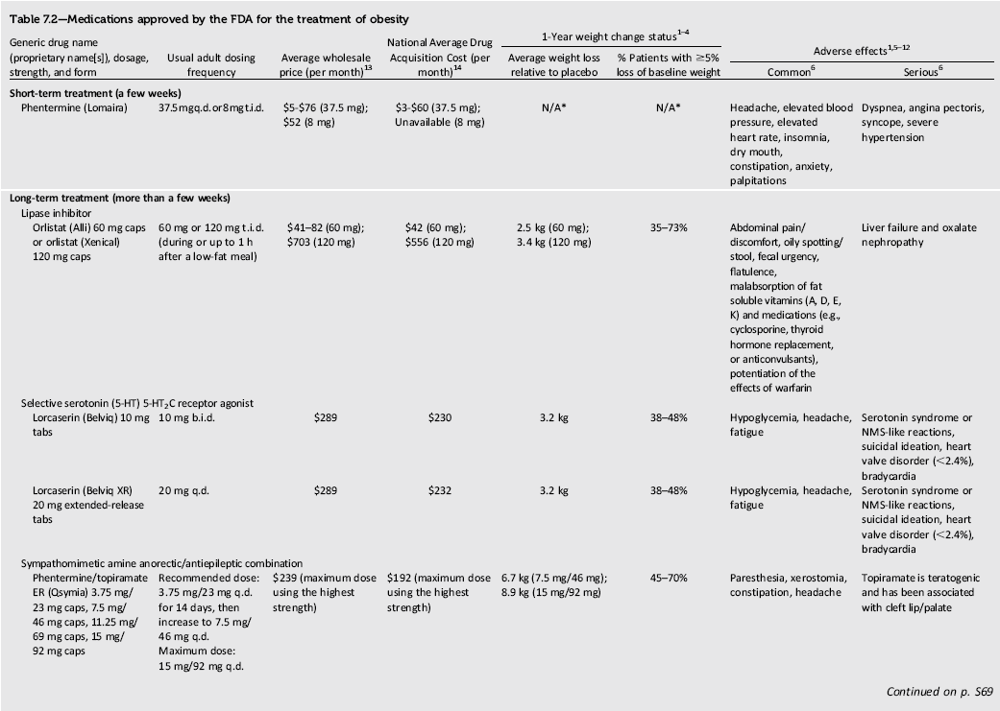 Table 7.2—Medications approved by the FDA for the treatment of obesity
Generic drug name (proprietary name[s]), dosage, strength, and form
Usual adult dosing frequency
Average wholesale price (per month)13
National Average Drug Acquisition Cost (per month)14
1-Year weight change status1–4
Average weight loss relative to placebo
% Patients with ≥5% loss of baseline weight
Adverse effects1,5–12
Common6
Serious6
Short-term treatment (a few weeks)
Phentermine (Lomaira)
37.5 mg q.d. or 8 mg t.i.d.
$5-$76 (37.5 mg);
$52 (8 mg)
$3-$60 (37.5 mg);
Unavailable (8 mg)
N/A*
N/A*
Headache, elevated blood
pressure, elevated
heart rate, insomnia,
dry mouth,
constipation, anxiety,
palpitations
Dyspnea, angina pectoris,
syncope, severe
hypertension
Long-term treatment (more than a few weeks)
Lipase inhibitor
Orlistat (Alli) 60 mg caps
or orlistat (Xenical)
120 mg caps
60 mg or 120 mg t.i.d.
(during or up to 1 h
after a low-fat meal)
$41–82 (60 mg);
$703 (120 mg)
$42 (60 mg);
$556 (120 mg)
2.5 kg (60 mg);
3.4 kg (120 mg)
35–73%
Abdominal pain/
discomfort, oily spotting/
stool, fecal urgency,
flatulence,
malabsorption of fat
soluble vitamins (A, D, E,
K) and medications (e.g.,
cyclosporine, thyroid
hormone replacement,
or anticonvulsants),
potentiation of the
effects of warfarin
Liver failure and oxalate
nephropathy
Selective serotonin (5-HT) 5-HT₂C receptor agonist
Lorcaserin (Belviq) 10 mg
tabs
10 mg b.i.d.
$289
$230
3.2 kg
38–48%
Hypoglycemia, headache,
fatigue
Serotonin syndrome or
NMS-like reactions,
suicidal ideation, heart
valve disorder (<2.4%),
bradycardia
Lorcaserin (Belviq XR)
20 mg extended-release
tabs
20 mg q.d.
$289
$232
3.2 kg
38–48%
Hypoglycemia, headache,
fatigue
Serotonin syndrome or
NMS-like reactions,
suicidal ideation, heart
valve disorder (<2.4%),
bradycardia
Sympathomimetic amine anorectic/antiepileptic combination
Phentermine/topiramate
ER (Qsymia) 3.75 mg/
23 mg caps, 7.5 mg/
46 mg caps, 11.25 mg/
69 mg caps, 15 mg/
92 mg caps
Recommended dose:
3.75 mg/23 mg q.d.
for 14 days, then
increase to 7.5 mg/
46 mg q.d.
Maximum dose:
15 mg/92 mg q.d.
$239 (maximum dose
using the highest
strength)
$192 (maximum dose
using the highest
strength)
6.7 kg (7.5 mg/46 mg);
8.9 kg (15 mg/92 mg)
45–70%
Paresthesia, xerostomia,
constipation, headache
Topiramate is teratogenic
and has been associated
with cleft lip/palate
Continued on p. S69